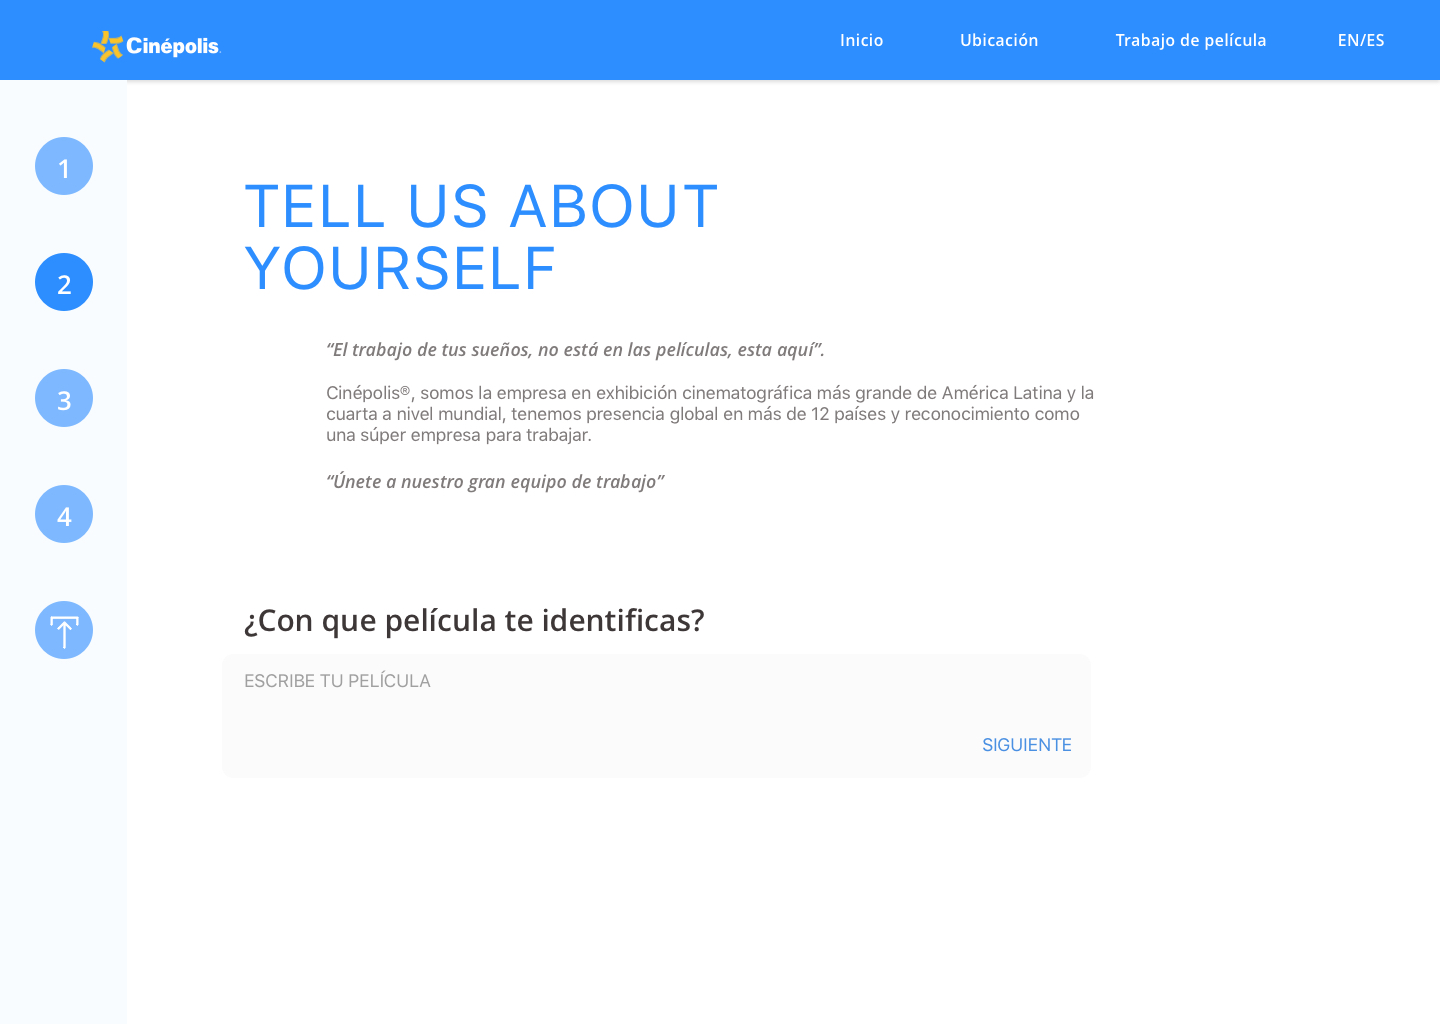 Cinépolis
Inicio
Ubicación
Trabajo de película
EN/ES
1
2
3
4
TELL US ABOUT
YOURSELF
“El trabajo de tus sueños, no está en las películas, esta aquí”.
Cinépolis®, somos la empresa en exhibición cinematográfica más grande de América Latina y la
cuarta a nivel mundial, tenemos presencia global en más de 12 países y reconocimiento como
una súper empresa para trabajar.
“Únete a nuestro gran equipo de trabajo”
¿Con que película te identificas?
ESCRIBE TU PELÍCULA
SIGUIENTE